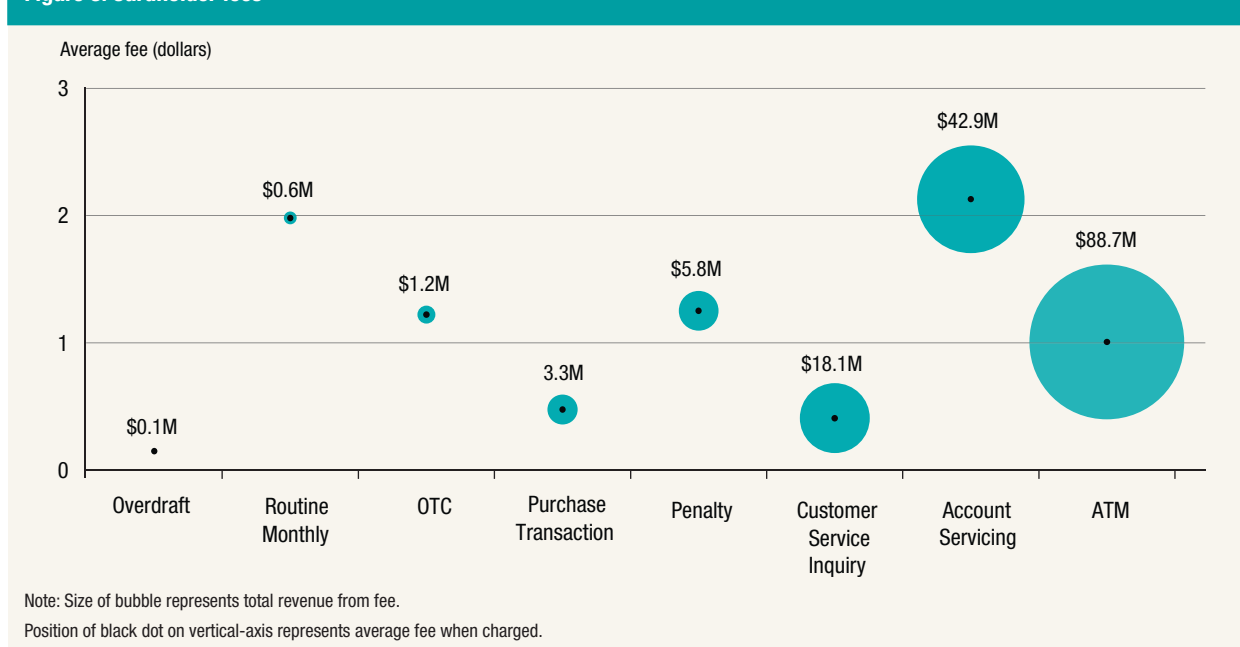 Average fee (dollars)
3
2
1
0
$0.1M
$0.6M
$1.2M
3.3M
$5.8M
$18.1M
$42.9M
$88.7M
Overdraft
Routine
Monthly
OTC
Purchase
Transaction
Penalty
Customer
Service
Inquiry
Account
Servicing
ATM
Note: Size of bubble represents total revenue from fee.
Position of black dot on vertical-axis represents average fee when charged.